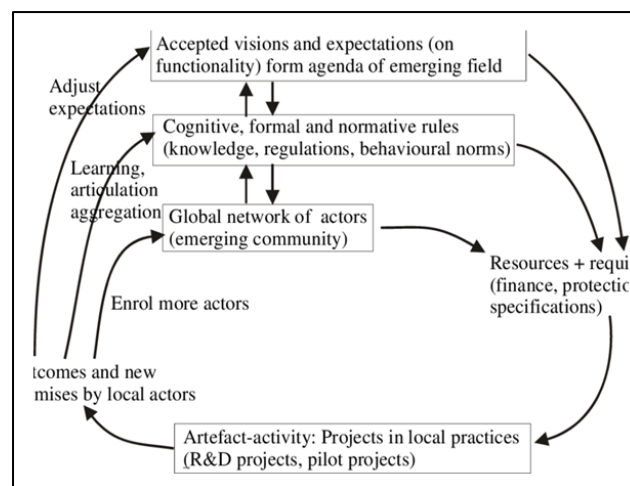 Accepted visions and expectations (on
functionality) form agenda of emerging field
Adjust
expectations
Cognitive, formal and normative rules
(knowledge, regulations, behavioural norms)
Learning,
articulation
aggregation
Global network of actors
(emerging community)
Resources + requi
(finance, protectio
specifications)
Enrol more actors
tcomes and new
mises by local actors
Artefact-activity: Projects in local practices
(R&D projects, pilot projects)